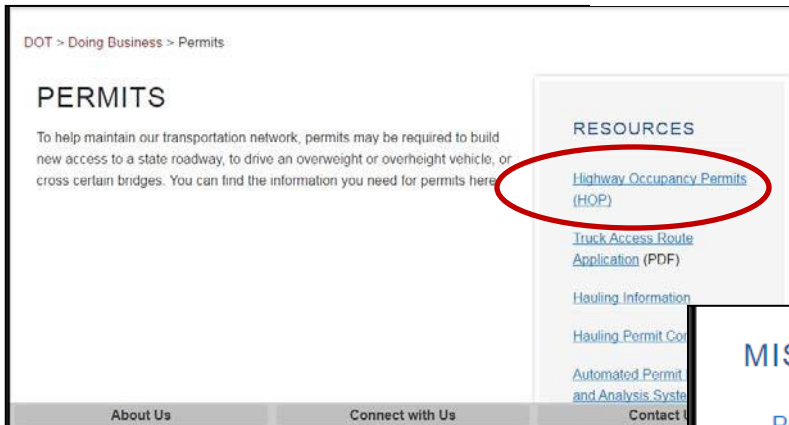 DOT > Doing Business > Permits
PERMITS
To help maintain our transportation network, permits may be required to build
new access to a state roadway, to drive an overweight or overheight vehicle, or
cross certain bridges. You can find the information you need for permits here
RESOURCES
Highway Occupancy Permits
(HOP)
Truck Access Route
Application (PDF)
Hauling Information
Hauling Permit
Automated Permit
and Analysis
About Us
Connect with Us
Contact